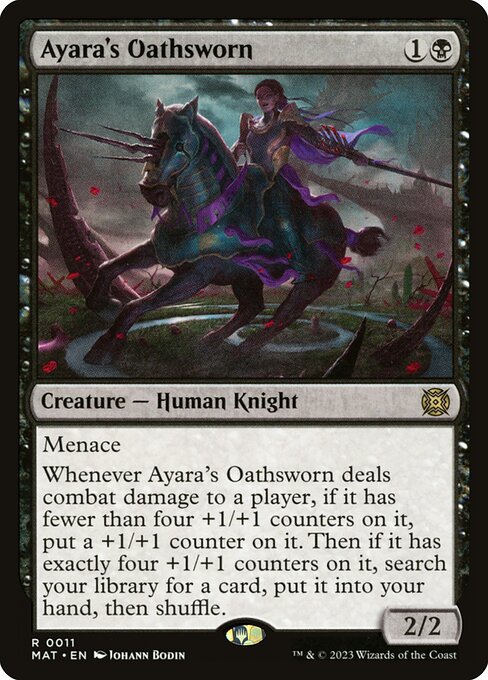 Ayara's Oathsworn 1
Creature — Human Knight
Menace
Whenever Ayara's Oathsworn deals
combat damage to a player, if it has
fewer than four +1/+1 counters on it,
put a +1/+1 counter on it. Then if it has
exactly four +1/+1 counters on it, search
your library for a card, put it into your
hand, then shuffle.
2/2
R 0011
MAT • EN Johann Bodin
™ & © 2023 Wizards of the Coast